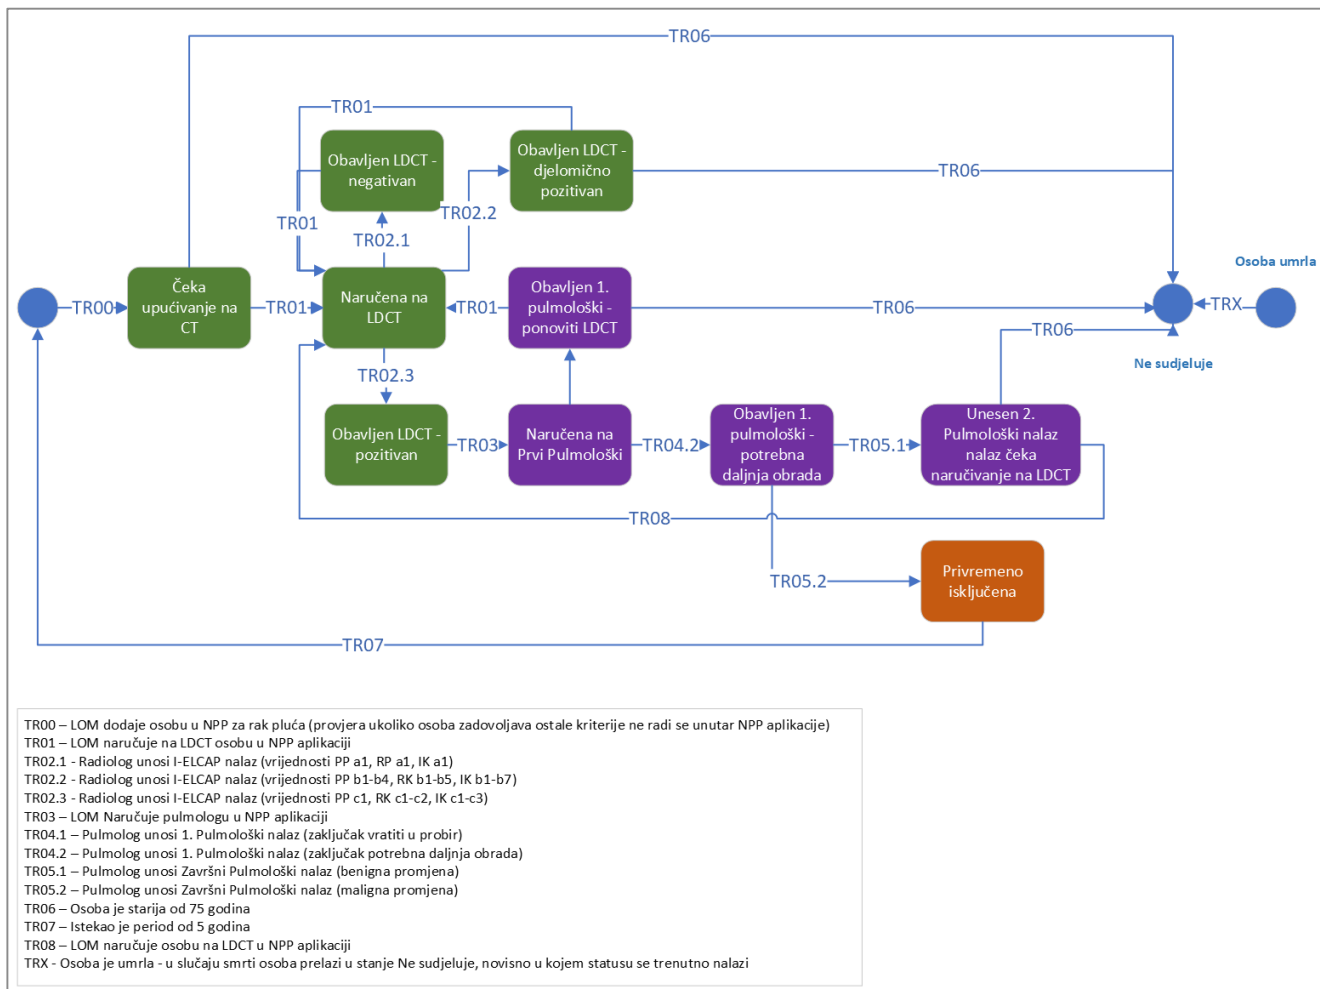 TR06
TR01
Obavljen LDCT -
negativan
Obavljen LDCT -
djelomično
pozitivan
TR06
TR01
TR02.2
TR02.1
Osoba umrla
Čeka
upućivanje na
CT
Naručena na
LDCT
Obavljen 1.
pulmološki -
ponoviti LDCT
TR00
TR01
TR01
TR06
TRX
TR06
Ne sudjeluje
TR02.3
Obavljen LDCT -
pozitivan
TR03
Naručena na
Prvi Pulmološki
TR04.2
Obavljen 1.
pulmološki -
potrebna
daljnja obrada
TR05.1
Unesen 2.
Pulmološki nalaz
nalaz čeka
naručivanje na LDCT
TR08
TR05.2
Privremeno
isključena
TR07
TR00 – LOM dodaje osobu u NPP za rak pluća (provjera ukoliko osoba zadovoljava ostale kriterije ne radi se unutar NPP aplikacije)
TR01 – LOM naručuje na LDCT osobu u NPP aplikaciji
TR02.1 - Radiolog unosi I-ELCAP nalaz (vrijednosti PP a1, RP a1, IK a1)
TR02.2 - Radiolog unosi I-ELCAP nalaz (vrijednosti PP b1-b4, RK b1-b5, IK b1-b7)
TR02.3 - Radiolog unosi I-ELCAP nalaz (vrijednosti PP c1, RK c1-c2, IK c1-c3)
TR03 – LOM Naručuje pulmologu u NPP aplikaciji
TR04.1 – Pulmolog unosi 1. Pulmološki nalaz (zaključak vratiti u probir)
TR04.2 – Pulmolog unosi 1. Pulmološki nalaz (zaključak potrebna daljnja obrada)
TR05.1 – Pulmolog unosi Završni Pulmološki nalaz (benigna promjena)
TR05.2 – Pulmolog unosi Završni Pulmološki nalaz (maligna promjena)
TR06 – Osoba je starija od 75 godina
TR07 – Istekao je period od 5 godina
TR08 – LOM naručuje osobu na LDCT u NPP aplikaciji
TRX - Osoba je umrla - u slučaju smrti osoba prelazi u stanje Ne sudjeluje, novisno u kojem statusu se trenutno nalazi